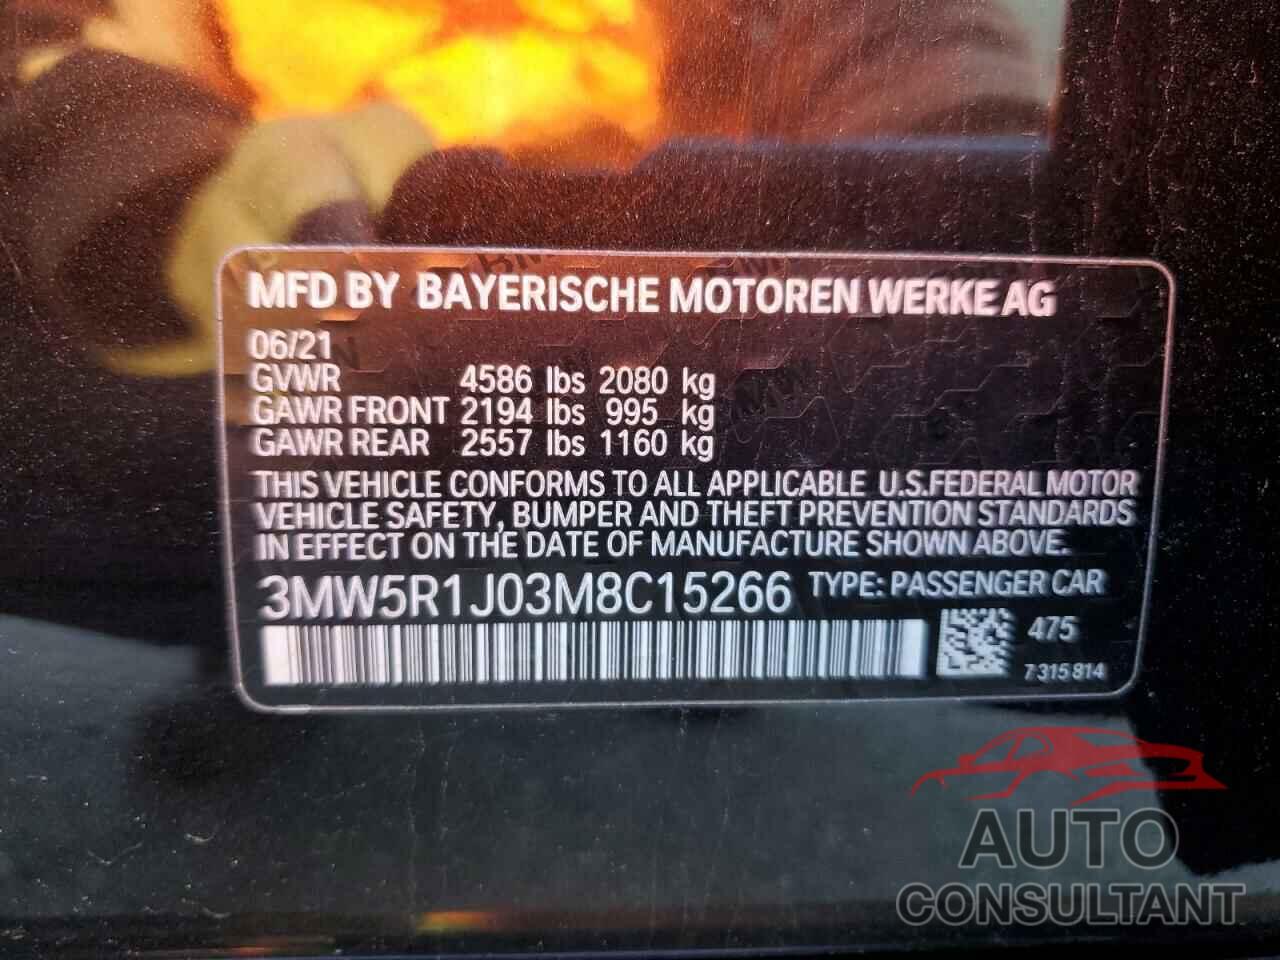 MFD BY BAYERISCHE MOTOREN WERKE AG
06/21
GVWR 4586 lbs 2080 kg
GAWR FRONT 2194 lbs 995 kg
GAWR REAR 2557 lbs 1160 kg
THIS VEHICLE CONFORMS TO ALL APPLICABLE U.S.FEDERAL MOTOR
VEHICLE SAFETY, BUMPER AND THEFT PREVENTION STANDARDS
IN EFFECT ON THE DATE OF MANUFACTURE SHOWN ABOVE.
3MW5R1J03M8C15266 TYPE: PASSENGER CAR
475
7 315 814
AUTO
CONSULTANT